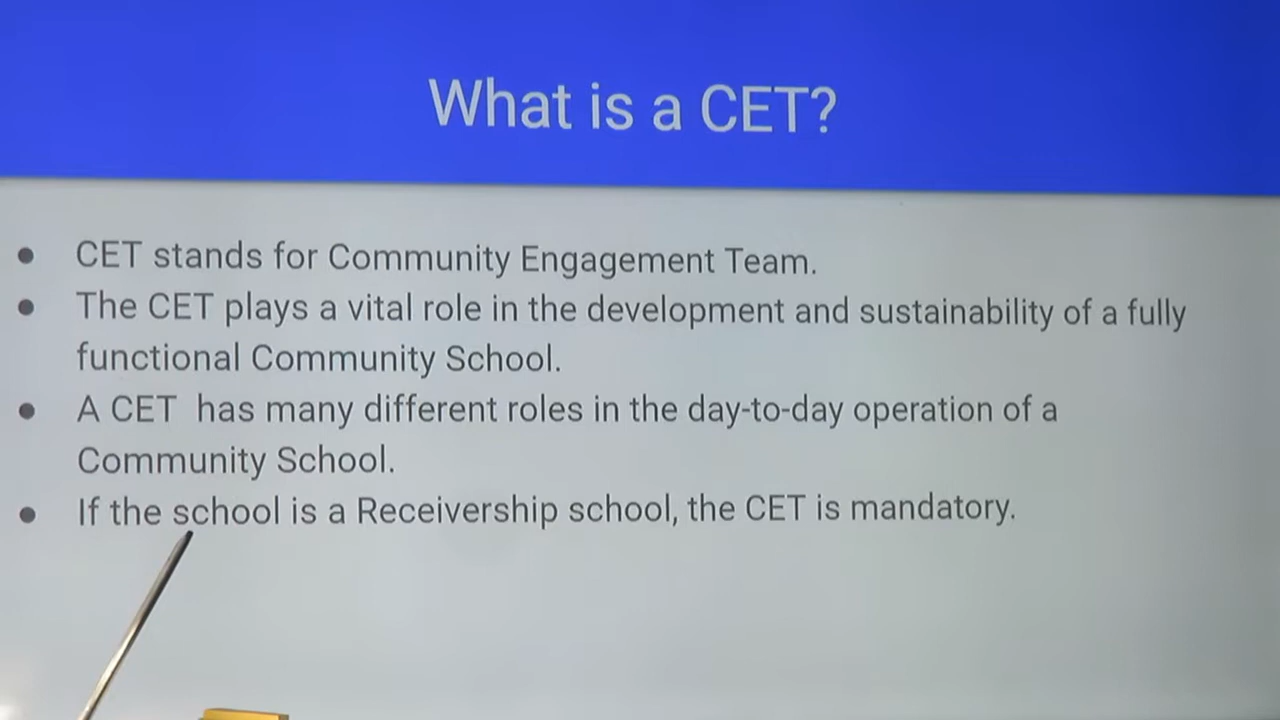 What is a CET?
● CET stands for Community Engagement Team.
● The CET plays a vital role in the development and sustainability of a fully
functional Community School.
● A CET  has many different roles in the day-to-day operation of a
Community School.
● If the school is a Receivership school, the CET is mandatory.